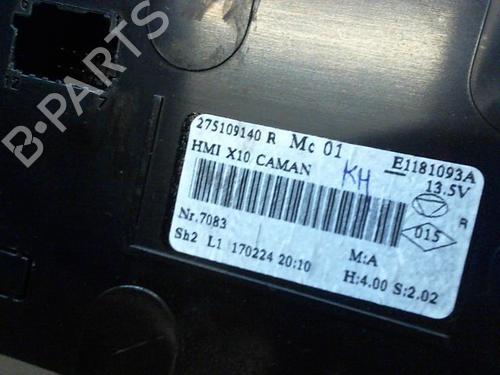 B-PARTS
275109140 R Mc 01 E1181093A
HMI X10 CAMAN 13.5V
KH
R
Nr.7083 015
Sh2 L1 170224 20:10 M:A
H:4.00 S:2.02